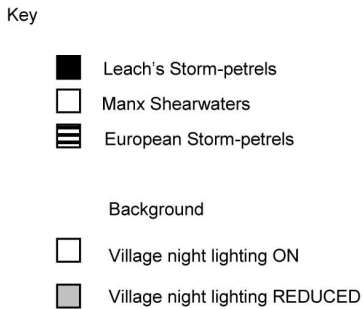 Key
Leach's Storm-petrels
Manx Shearwaters
European Storm-petrels
Background
Village night lighting ON
Village night lighting REDUCED